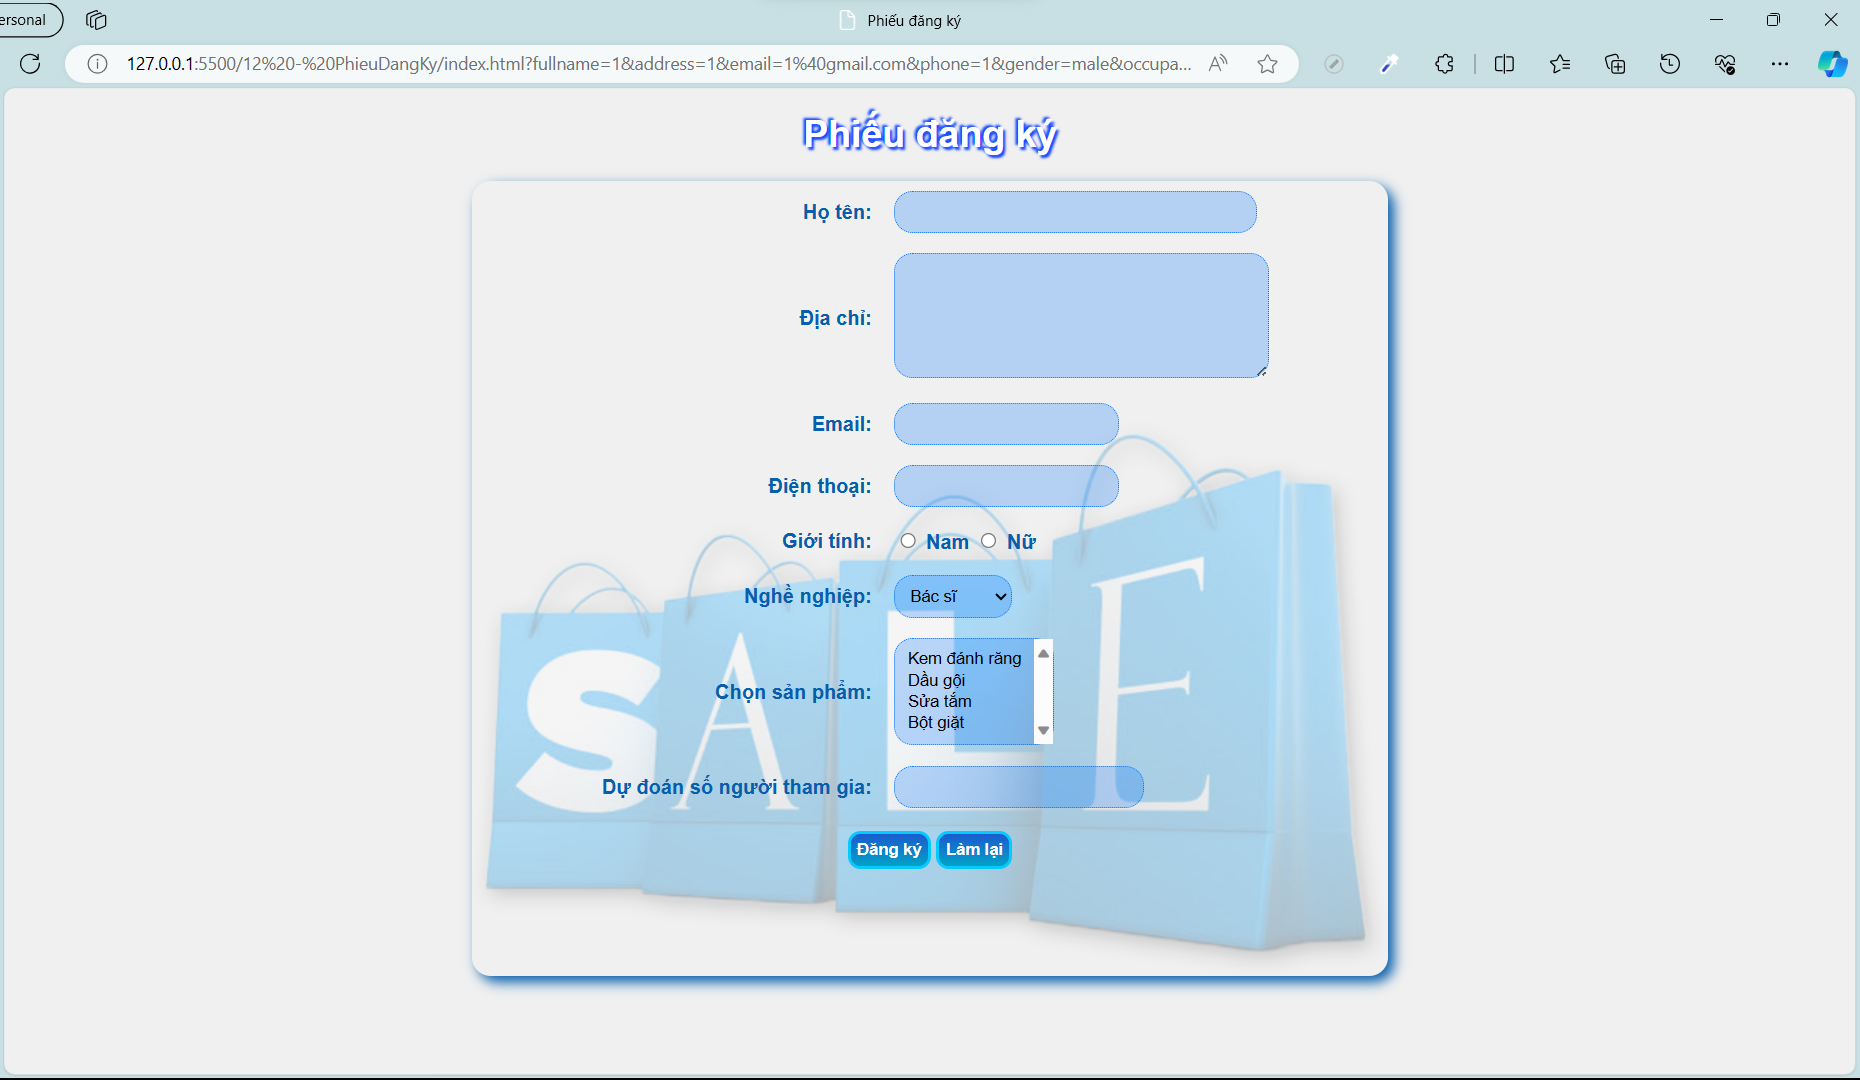 ersonal
Phiếu đăng ký
127.0.0.1:5500/12%20-%20PhieuDangKy/index.html?fullname=1&address=1&email=1%40gmail.com&phone=1&gender=male&occupa...
Phiếu đăng ký
Họ tên:
Địa chỉ:
Email:
Điện thoại:
Giới tính: Nam Nữ
Nghề nghiệp: Bác sĩ
Chọn sản phẩm:
Kem đánh răng
Dầu gội
Sửa tắm
Bột giặt
Dự đoán số người tham gia:
Đăng ký Làm lại
SALE